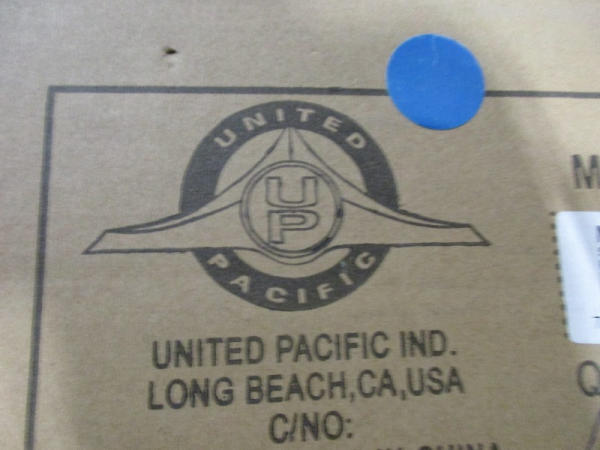 UNITED
UP
PACIFIC
UNITED PACIFIC IND.
LONG BEACH,CA,USA
C/NO: